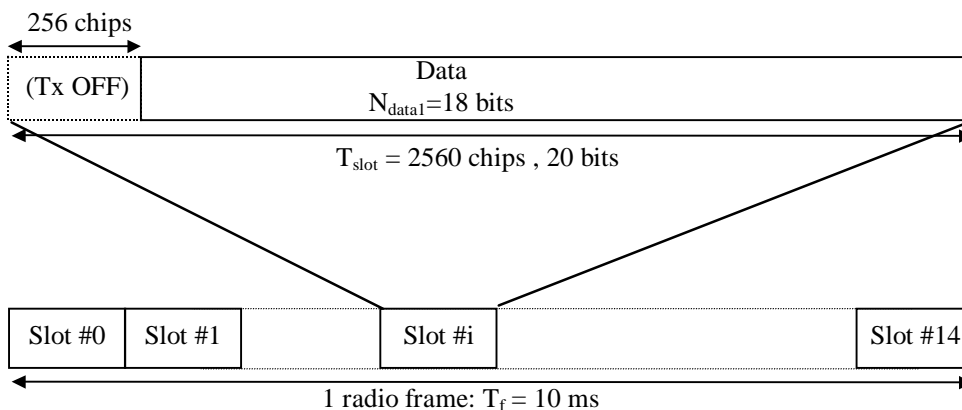 256 chips
(Tx OFF)
Data
N_data1=18 bits
T_slot = 2560 chips , 20 bits
Slot #0
Slot #1
Slot #i
Slot #14
1 radio frame: T_f = 10 ms